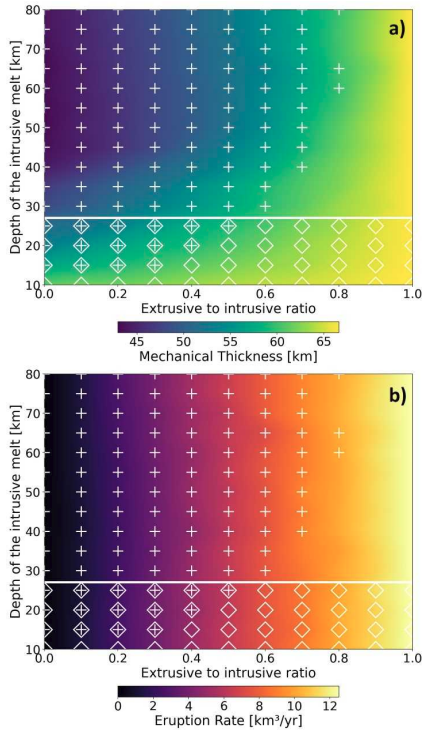 a)
80
70
60
50
40
30
20
10
Depth of the intrusive melt [km]
0.0 0.2 0.4 0.6 0.8 1.0
Extrusive to intrusive ratio
45 50 55 60 65
Mechanical Thickness [km]
b)
80
70
60
50
40
30
20
10
Depth of the intrusive melt [km]
0.0 0.2 0.4 0.6 0.8 1.0
Extrusive to intrusive ratio
0 2 4 6 8 10 12
Eruption Rate [km³/yr]